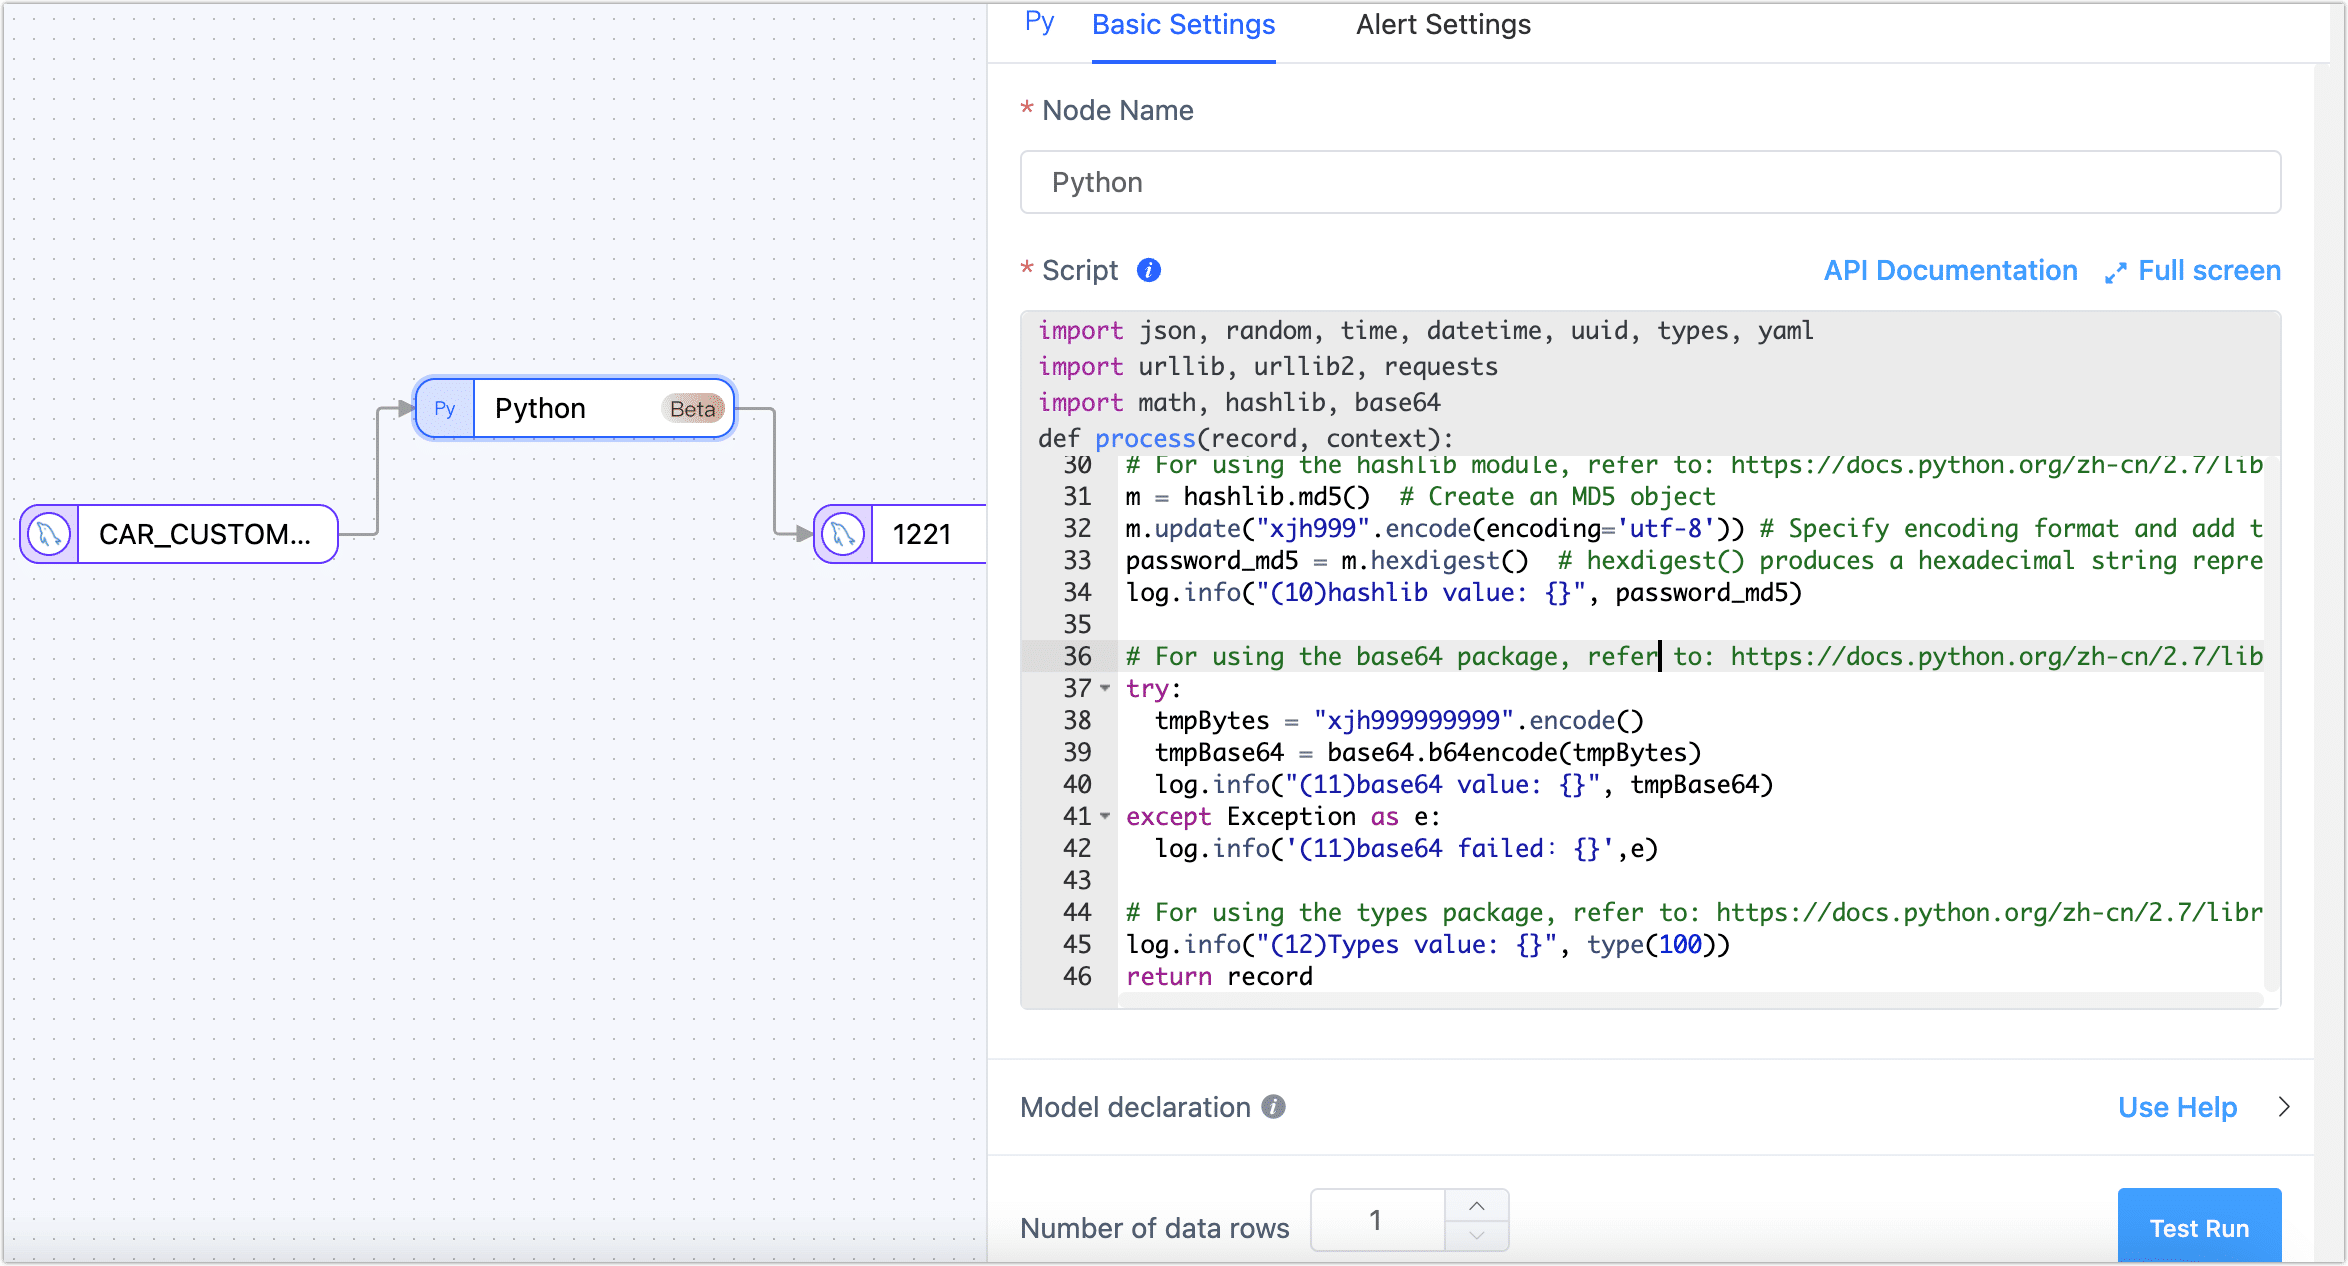 Py Basic Settings Alert Settings
* Node Name
Python
* Script API Documentation Full screen
import json, random, time, datetime, uuid, types, yaml
import urllib, urllib2, requests
import math, hashlib, base64
def process(record, context):
30 # For using the hashlib module, refer to: https://docs.python.org/zh-cn/2.7/lib
31 m = hashlib.md5()  # Create an MD5 object
32 m.update("xjh999".encode(encoding='utf-8')) # Specify encoding format and add t
33 password_md5 = m.hexdigest()  # hexdigest() produces a hexadecimal string repre
34 log.info("(10)hashlib value: {}", password_md5)
35
36 # For using the base64 package, refer to: https://docs.python.org/zh-cn/2.7/lib
37 try:
38   tmpBytes = "xjh999999999".encode()
39   tmpBase64 = base64.b64encode(tmpBytes)
40   log.info("(11)base64 value: {}", tmpBase64)
41 except Exception as e:
42   log.info('(11)base64 failed: {}',e)
43
44 # For using the types package, refer to: https://docs.python.org/zh-cn/2.7/libr
45 log.info("(12)Types value: {}", type(100))
46 return record
Model declaration Use Help
Number of data rows 1 Test Run
Py Python Beta
CAR_CUSTOM...
1221